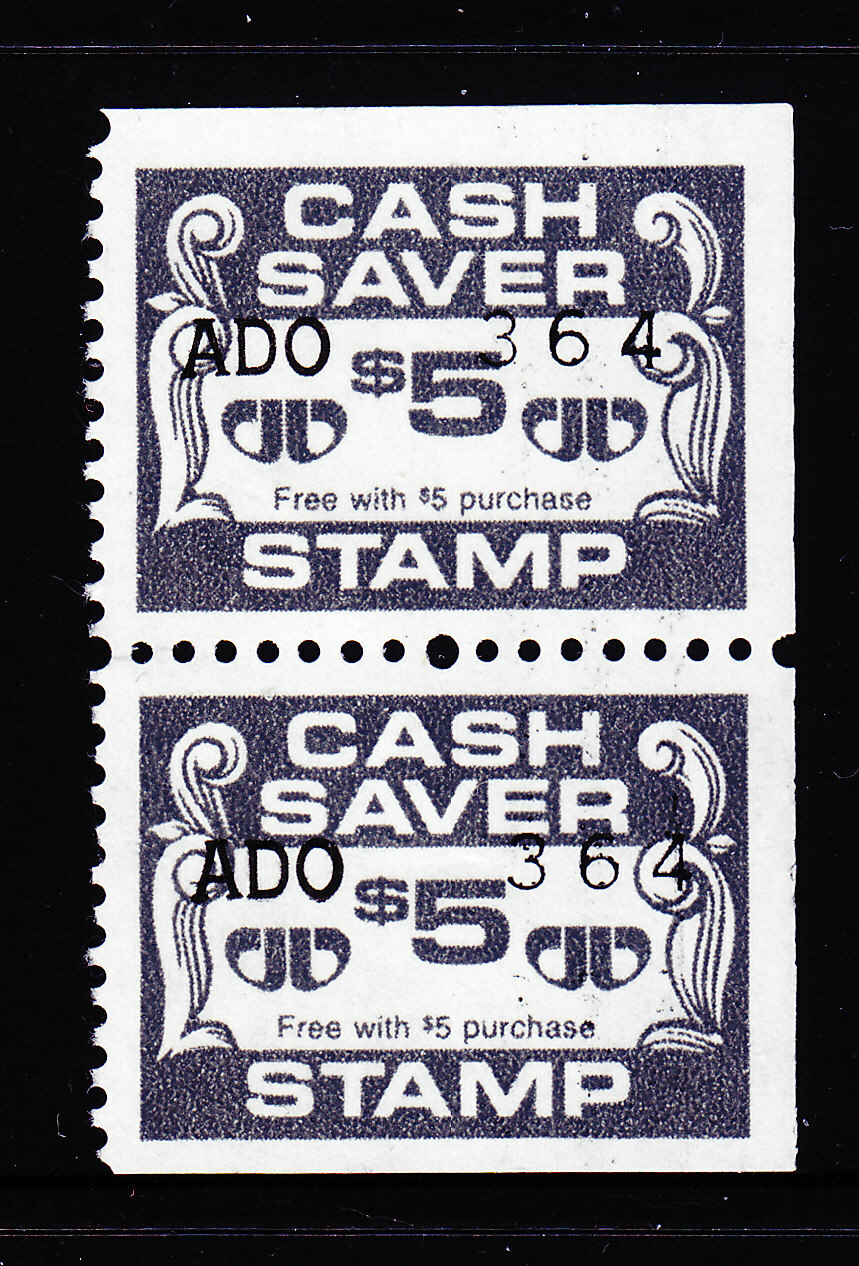 CASH
SAVER
ADO 364
$5
Free with $5 purchase
STAMP
CASH
SAVER
ADO 364
$5
Free with $5 purchase
STAMP